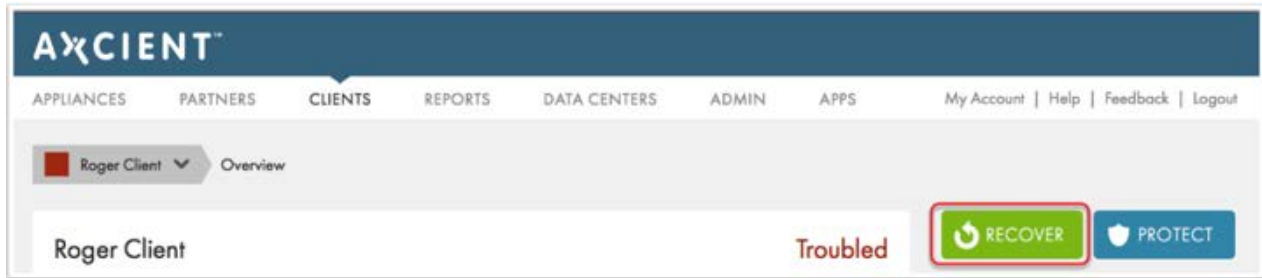 AXCIENT™
APPLIANCES PARTNERS CLIENTS REPORTS DATA CENTERS ADMIN APPS My Account | Help | Feedback | Logout
Roger Client Overview
Roger Client Troubled RECOVER PROTECT